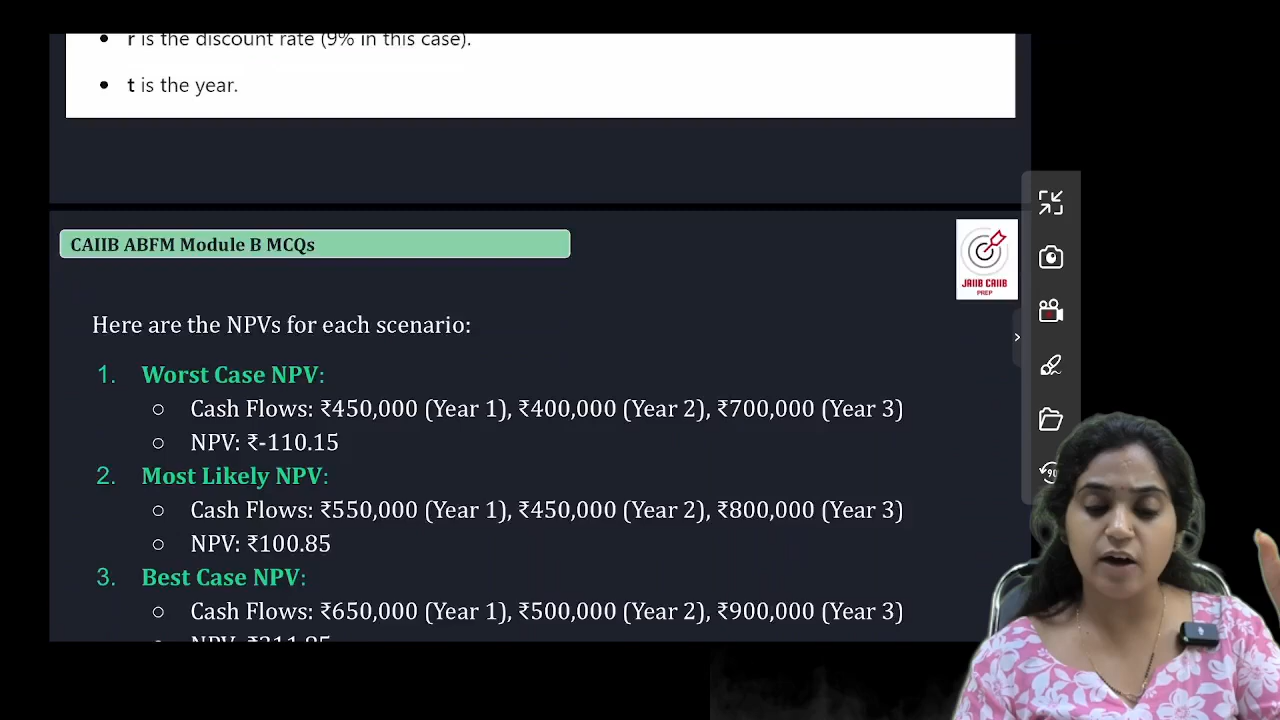 • r is the discount rate (9% in this case).
• t is the year.
CAIIB ABFM Module B MCQs
JAIIB CAIIB
PREP
Here are the NPVs for each scenario:
1. Worst Case NPV:
○ Cash Flows: ₹450,000 (Year 1), ₹400,000 (Year 2), ₹700,000 (Year 3)
○ NPV: ₹-110.15
2. Most Likely NPV:
○ Cash Flows: ₹550,000 (Year 1), ₹450,000 (Year 2), ₹800,000 (Year 3)
○ NPV: ₹100.85
3. Best Case NPV:
○ Cash Flows: ₹650,000 (Year 1), ₹500,000 (Year 2), ₹900,000 (Year 3)